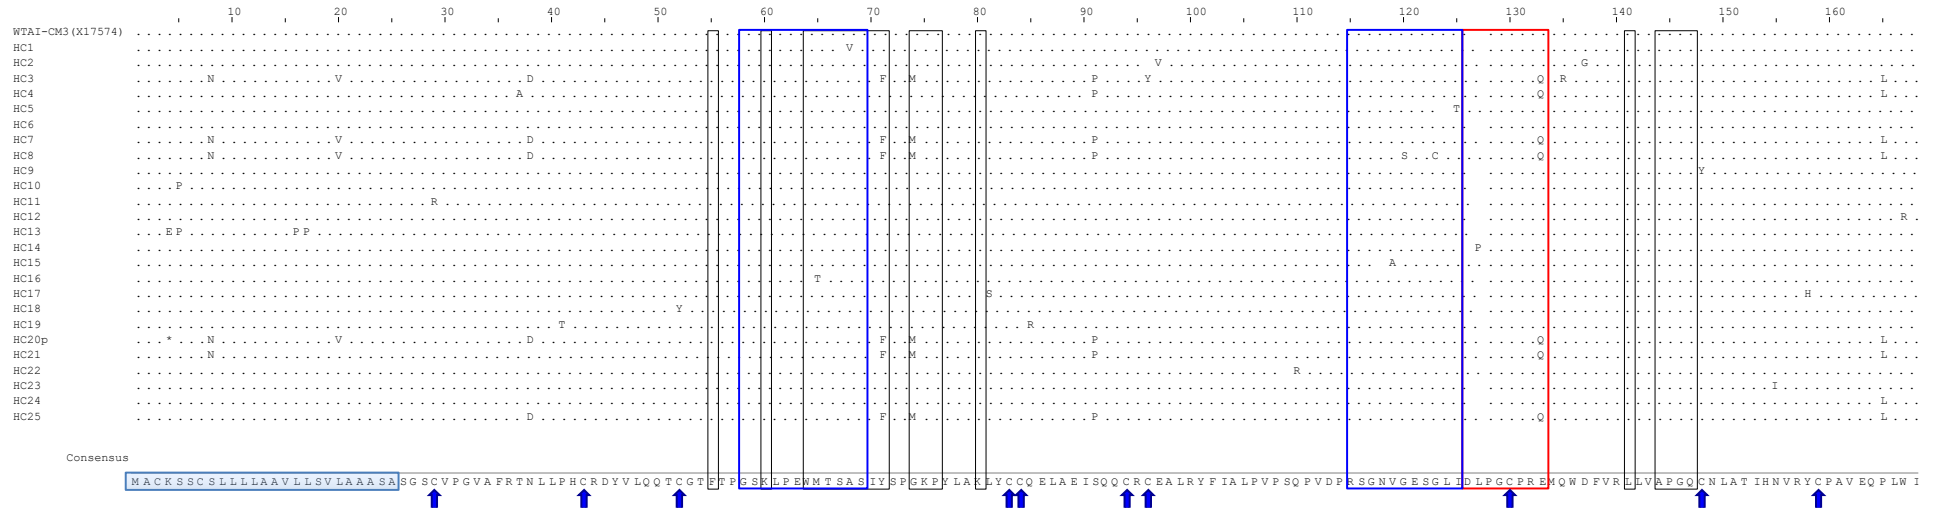 10 20 30 40 50 60 70 80 90 100 110 120 130 140 150 160
WTAI-CM3(X17574)
HC1 V
HC2 V G
HC3 N V D F M P Y Q R L
HC4 A P Q L
HC5 T
HC6
HC7 N V D F M P Q L
HC8 N V D F M P S C Q L
HC9 Y
HC10 P
HC11 R
HC12 R
HC13 E P P P
HC14 P
HC15 A
HC16 T
HC17 S H
HC18 Y
HC19 T R
HC20p * N V D F M P Q L
HC21 N F M P Q L
HC22 R
HC23 I
HC24 L
HC25 D F M P Q L
Consensus
MACKSSCSLLLLAAVLLSVLAAASASGSCVPGVAFRTNLLPHCRDYVLQQTCGTFTPGSKLPEWMTSASIYSPGKPYLAKLYCCQELAEISQQCRCEALRYFIALPVPSQPVDPRSGNVGESGLIDLPGCPREMQWDFVRLLVAPGQCNLATIHNVRYCPAVEQPLWI